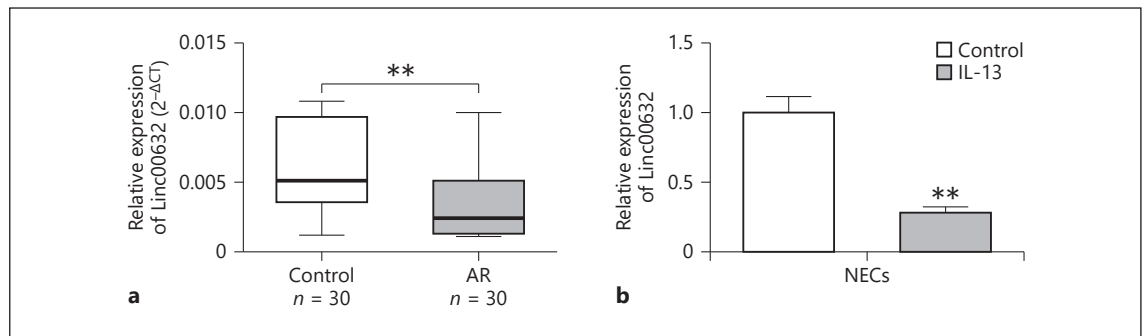 Relative expression
of Linc00632 (2–ΔCT)
0.015
0.010
0.005
0
**
Control
n = 30
AR
n = 30
a
Relative expression
of Linc00632
1.5
1.0
0.5
0
Control
IL-13
**
NECs
b